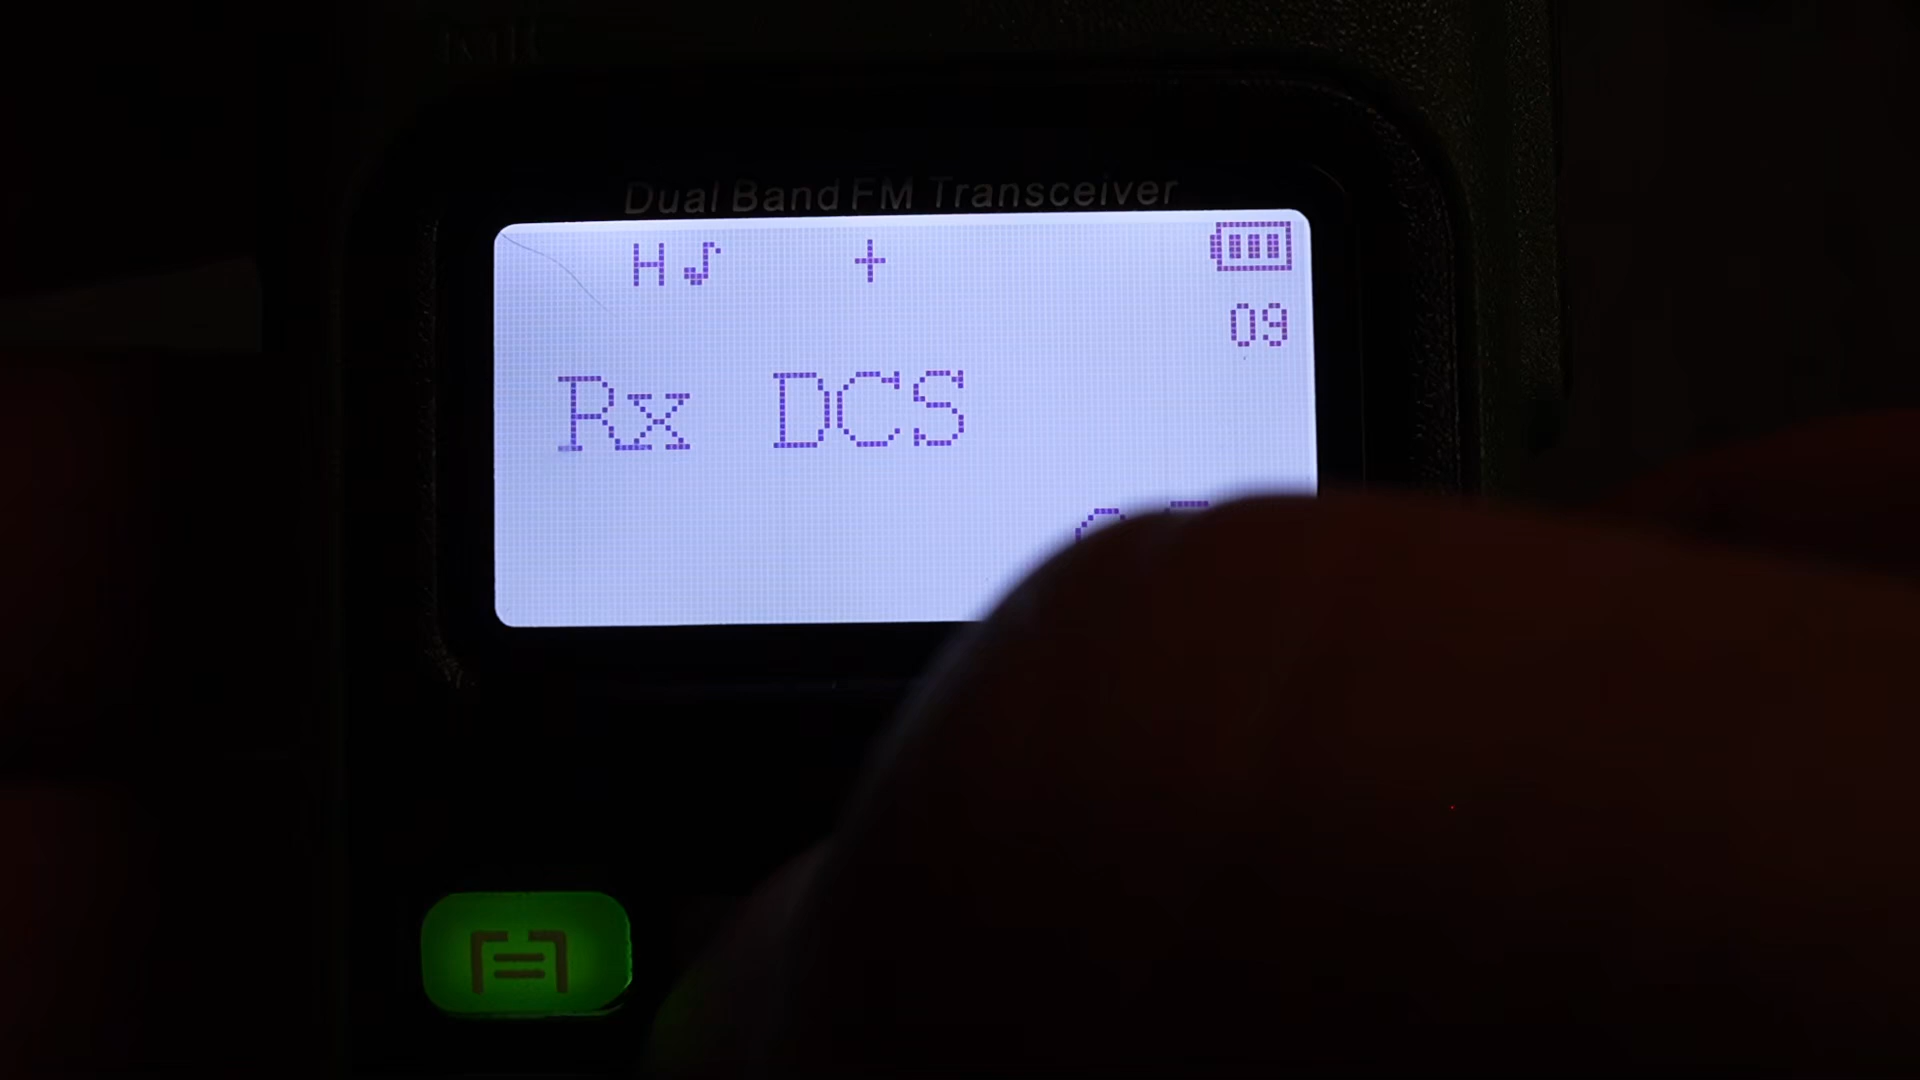 Dual Band FM Transceiver
H +
09
Rx DCS